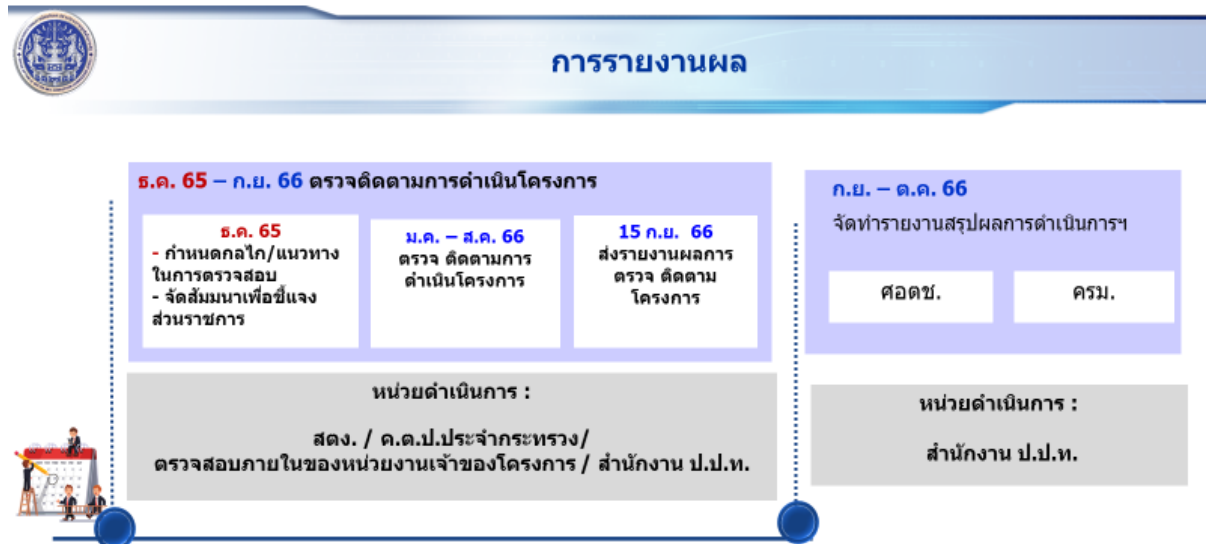 การรายงานผล
ธ.ค. 65 – ก.ย. 66 ตรวจติดตามการดำเนินโครงการ
ธ.ค. 65
- กำหนดกลไก/แนวทาง
ในการตรวจสอบ
- จัดสัมมนาเพื่อชี้แจง
ส่วนราชการ
ม.ค. – ส.ค. 66
ตรวจ ติดตามการ
ดำเนินโครงการ
15 ก.ย. 66
ส่งรายงานผลการ
ตรวจ ติดตาม
โครงการ
หน่วยดำเนินการ :
สตง. / ค.ต.ป.ประจำกระทรวง/
ตรวจสอบภายในของหน่วยงานเจ้าของโครงการ / สำนักงาน ป.ป.ท.
ก.ย. – ต.ค. 66
จัดทำรายงานสรุปผลการดำเนินการฯ
ศอตช.
ครม.
หน่วยดำเนินการ :
สำนักงาน ป.ป.ท.